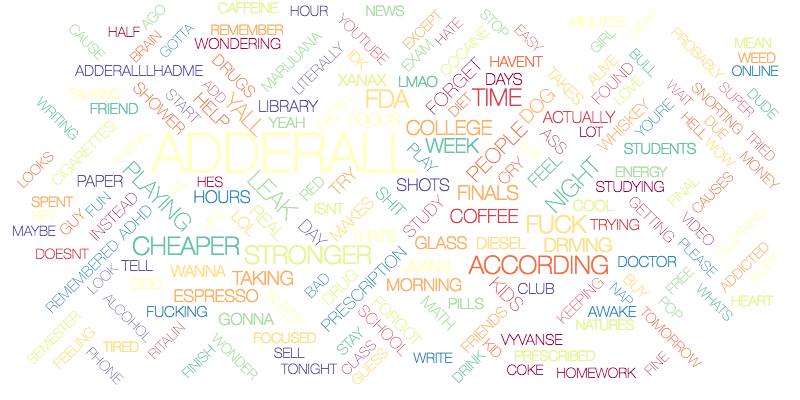 CAFFEINE
HOUR
NEWS
AGO
HALF
GOTTA
REMEMBER
CAUSE
BRAIN
WONDERING
YOUTUBE
EXCEPT
HATE
STOP
EASY
MINUTES
GIRL
DON'T
MEAN
PROBABLY
WEED
ONLINE
ADDERALLLHADME
DRUGS
MARIJUANA
LITERALLY
IDK
EXAM
COCAINE
HAVENT
ALIVE
BULL
TALKING
SHOWER
ADD
XANAX
LMAO
FORGET
DAYS
TAKES
FOUND
LOVE
WAIT
SNORTING
SUPER
DUDE
WRITING
FRIEND
START
HELP
YALL
LIBRARY
FDA
DIET
TIME
DOG
ACTUALLY
LOT
WHISKEY
YOURE
HELL
DUE
WOW
TRIED
MONEY
YEAH
FOCUS
COLLEGE
PEOPLE
ASS
STUDENTS
CIGARETTES
ADDERALL
WEEK
PLAY
CRY
FEEL
ENERGY
LOOKS
PAPER
PLAYING
HES
HOURS
LEAK
RED
TRY
SHOTS
FINALS
NIGHT
STUDYING
FINAL
CAUSES
SPENT
HEY
GUY
FUN
INSTEAD
ADHD
REAL
LOL
ISNT
MAKES
SHIT
STUDY
COFFEE
FUCK
COOL
TRYING
GETTING
VIDEO
MAYBE
DOESNT
REMEMBERED
LOOK
CHEAPER
STRONGER
DAY
THATS
GLASS
DIESEL
DRIVING
PLEASE
TELL
WANNA
TAKING
PRESCRIPTION
ACCORDING
DOCTOR
ADDICTED
GOD
ESPRESSO
BAD
DRUG
JEANS
MORNING
KIDS
CLUB
KEEPING
NAP
BUY
FREE
POP
WHATS
HEART
ALCOHOL
FUCKING
GONNA
FORGOT
MATH
PILLS
AWAKE
NATURES
TOMORROW
SEMESTER
FEELING
TIRED
RITALIN
FOCUSED
STAY
SCHOOL
FRIENDS
KID
VYVANSE
PHONE
FINISH
WONDER
SELL
TONIGHT
CLASS
GUESS
WRITE
DRINK
PRESCRIBED
COKE
HOMEWORK
FINE